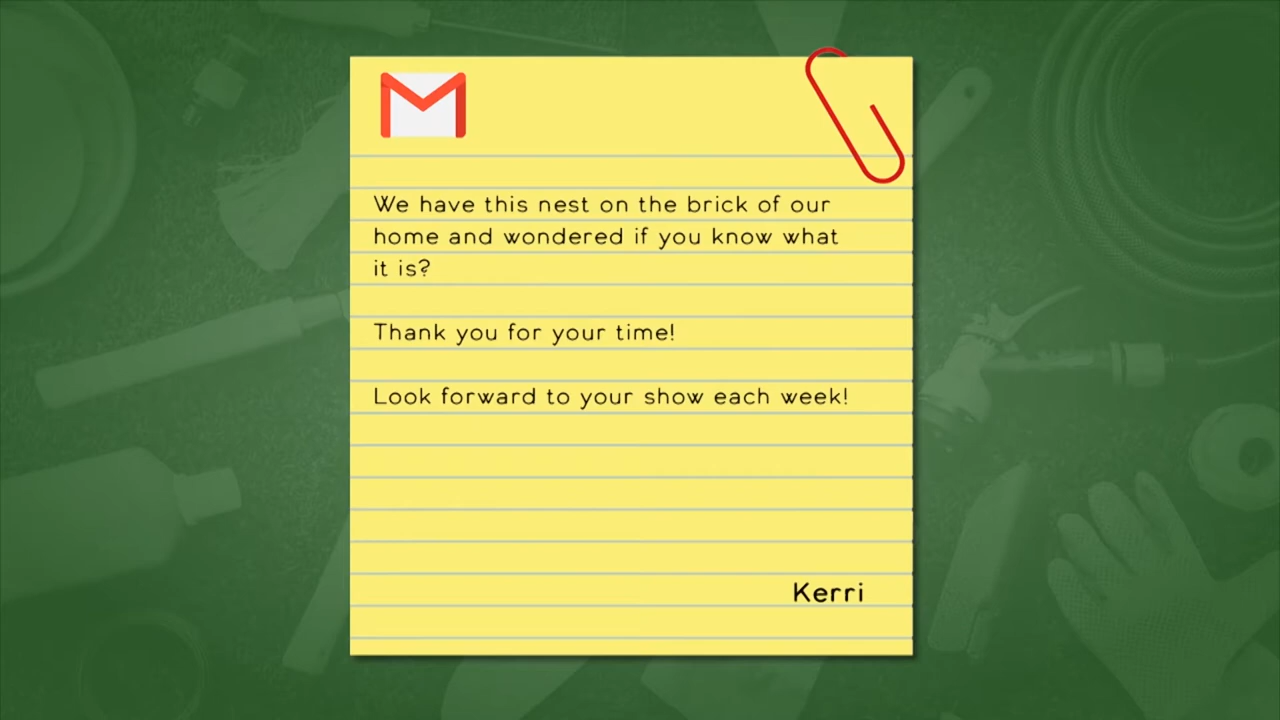 We have this nest on the brick of our
home and wondered if you know what
it is?
Thank you for your time!
Look forward to your show each week!
Kerri